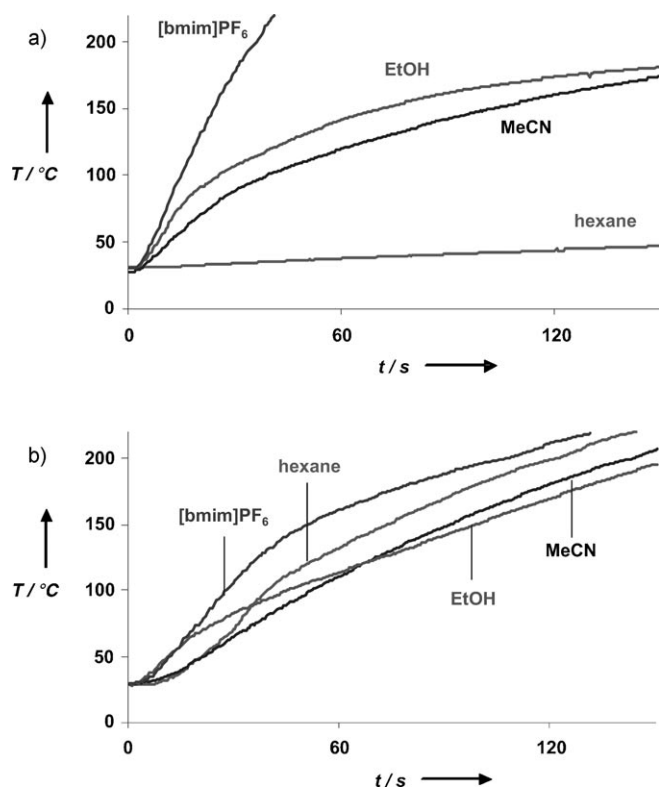 a)
200
150
T / °C
100
50
0
[bmim]PF₆
EtOH
MeCN
hexane
0 60 120
t / s
b)
200
150
T / °C
100
50
0
hexane
[bmim]PF₆
MeCN
EtOH
0 60 120
t / s